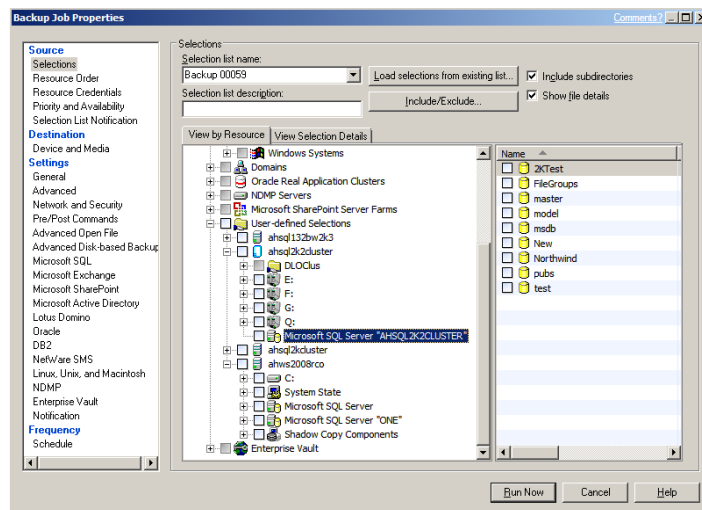 Backup Job Properties
Comments?
Source
Selections
Resource Order
Resource Credentials
Priority and Availability
Selection List Notification
Destination
Device and Media
Settings
General
Advanced
Network and Security
Pre/Post Commands
Advanced Open File
Advanced Disk-based Backup
Microsoft SQL
Microsoft Exchange
Microsoft SharePoint
Microsoft Active Directory
Lotus Domino
Oracle
DB2
NetWare SMS
Linux, Unix, and Macintosh
NDMP
Enterprise Vault
Notification
Frequency
Schedule
Selections
Selection list name:
Backup 00059
Load selections from existing list...
Include subdirectories
Selection list description:
Include/Exclude...
Show file details
View by Resource
View Selection Details
Windows Systems
Domains
Oracle Real Application Clusters
NDMP Servers
Microsoft SharePoint Server Farms
User-defined Selections
ahsql132bw2k3
ahsql2k2cluster
DLOClus
E:
F:
G:
Q:
Microsoft SQL Server "AHSQL2K2CLUSTER"
ahsql2kcluster
ahws2008rco
C:
System State
Microsoft SQL Server
Microsoft SQL Server "ONE"
Shadow Copy Components
Enterprise Vault
Name
2KTest
FileGroups
master
model
msdb
New
Northwind
pubs
test
Run Now
Cancel
Help